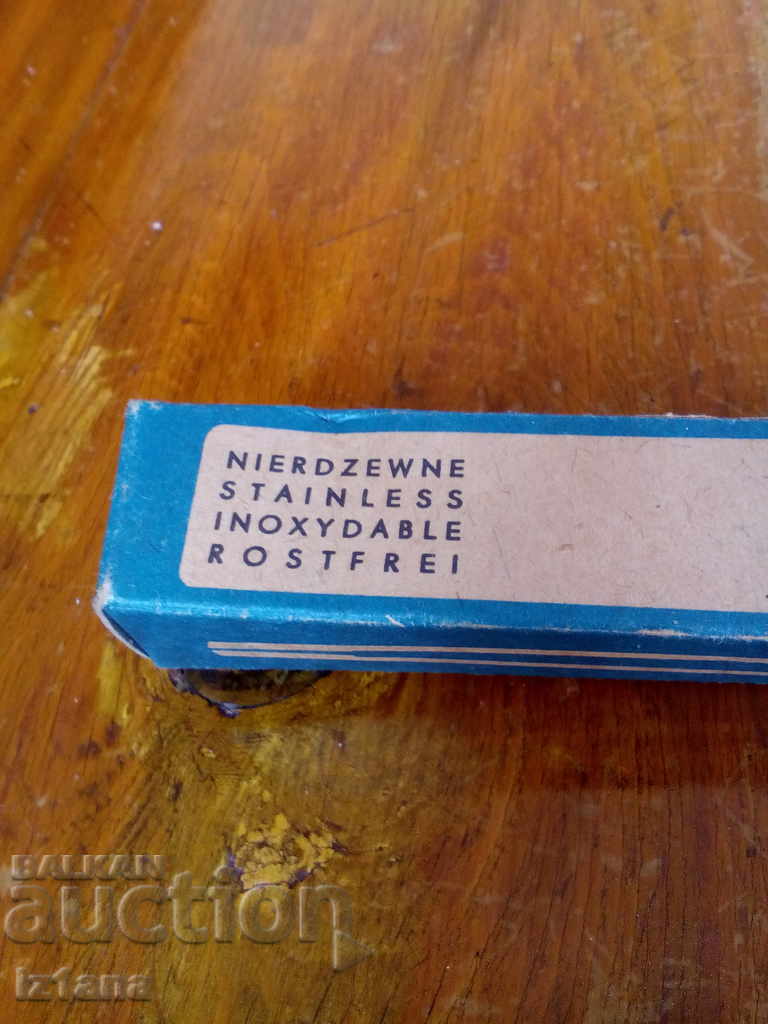 NIERDZEWNE
STAINLESS
INOXYDABLE
ROSTFREI
BALKAN
auction
iz1ana